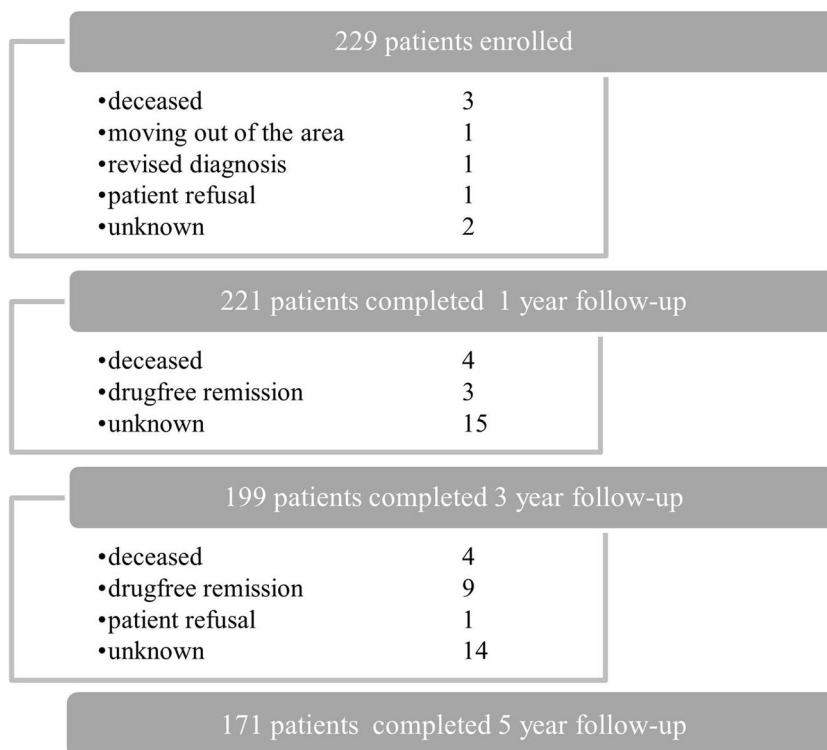 229 patients enrolled
•deceased 3
•moving out of the area 1
•revised diagnosis 1
•patient refusal 1
•unknown 2
221 patients completed 1 year follow-up
•deceased 4
•drugfree remission 3
•unknown 15
199 patients completed 3 year follow-up
•deceased 4
•drugfree remission 9
•patient refusal 1
•unknown 14
171 patients completed 5 year follow-up